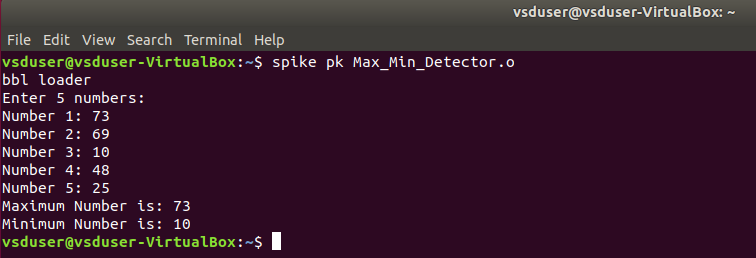 vsduser@vsduser-VirtualBox: ~
File Edit View Search Terminal Help
vsduser@vsduser-VirtualBox:~$ spike pk Max_Min_Detector.o
bbl loader
Enter 5 numbers:
Number 1: 73
Number 2: 69
Number 3: 10
Number 4: 48
Number 5: 25
Maximum Number is: 73
Minimum Number is: 10
vsduser@vsduser-VirtualBox:~$